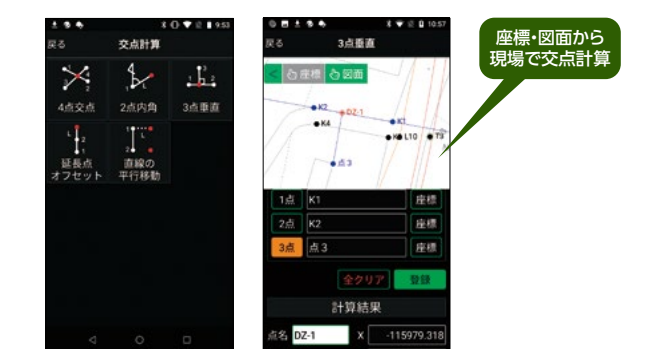 9:53
戻る
交点計算
4点交点
2点内角
3点垂直
延長点
オフセット
直線の
平行移動
10:57
戻る
3点垂直
<
座標
図面
K2
DZ-1
K4
K1
L10
T3
点3
1点
K1
座標
2点
K2
座標
3点
点3
座標
全クリア
登録
計算結果
点名
DZ-1
X
-115979.318
座標・図面から
現場で交点計算